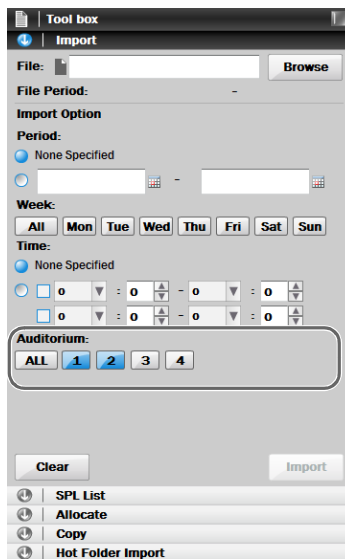 Tool box
Import
File: Browse
File Period: -
Import Option
Period:
None Specified
-
Week:
All Mon Tue Wed Thu Fri Sat Sun
Time:
None Specified
0 : 0 - 0 : 0
0 : 0 - 0 : 0
Auditorium:
ALL 1 2 3 4
Clear Import
SPL List
Allocate
Copy
Hot Folder Import